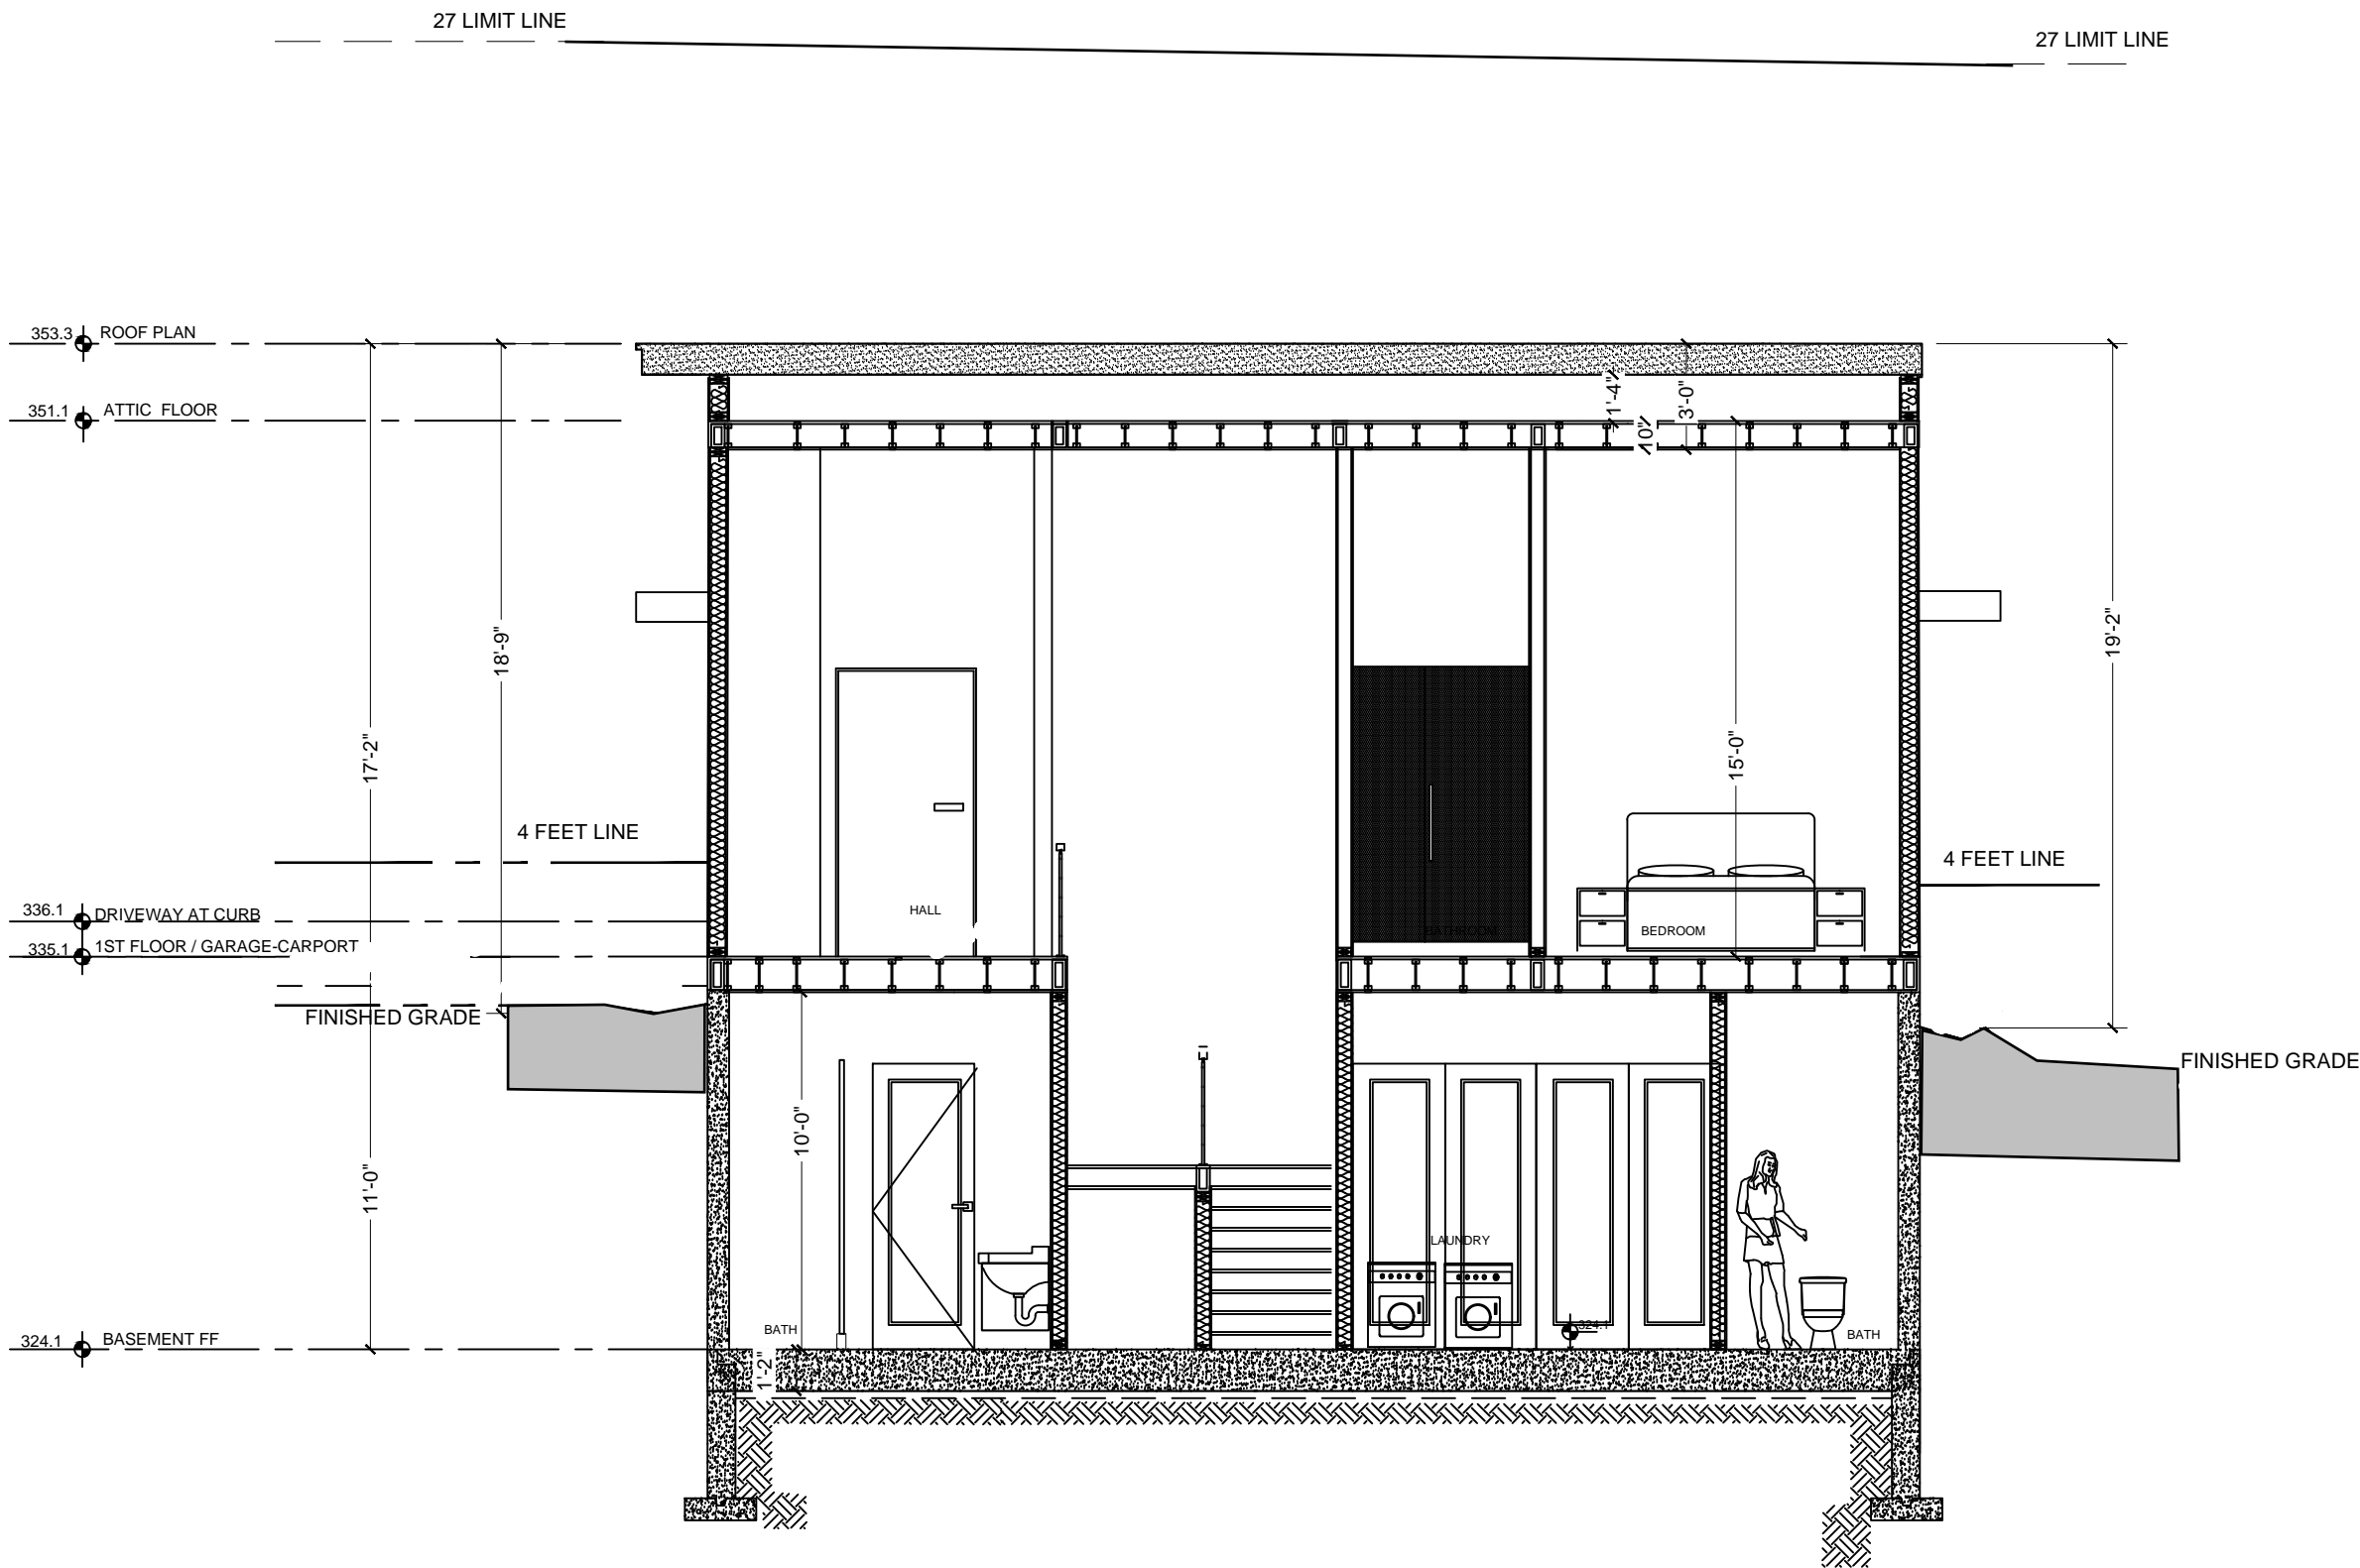 27 LIMIT LINE
27 LIMIT LINE
353.3 ROOF PLAN
351.1 ATTIC FLOOR
1'-4"
3'-0"
10"
18'-9"
19'-2"
17'-2"
15'-0"
4 FEET LINE
4 FEET LINE
336.1 DRIVEWAY AT CURB
HALL
BATHROOM
BEDROOM
335.1 1ST FLOOR / GARAGE-CARPORT
FINISHED GRADE
FINISHED GRADE
10'-0"
11'-0"
LAUNDRY
324.1
BATH
BATH
324.1 BASEMENT FF
1'-2"